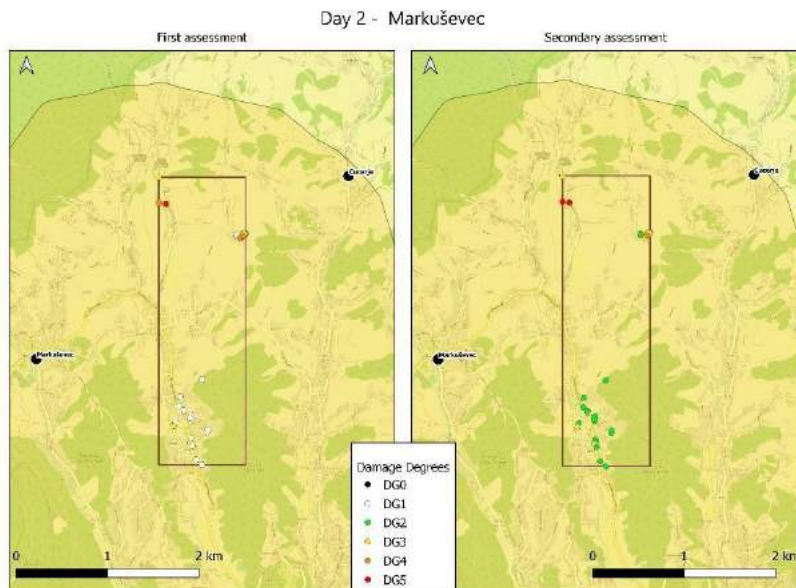 Day 2 - Markuševec
First assessment
Secondary assessment
Markuševec
Markuševec
Damage Degrees
DG0
DG1
DG2
DG3
DG4
DG5
0 1 2 km
0 1 2 km